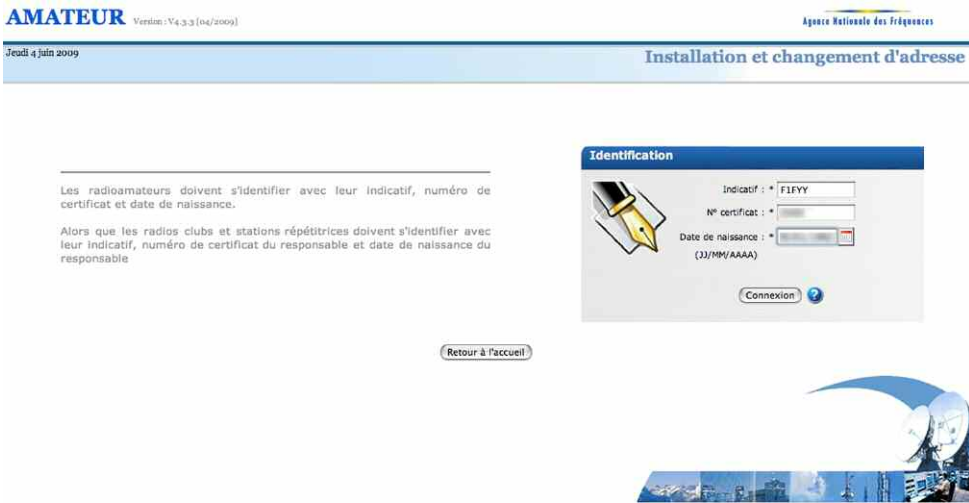 AMATEUR Version : V4.3.3 [04/2009]
Agence Nationale des Fréquences
Jeudi 4 juin 2009
Installation et changement d'adresse
Identification
Les radioamateurs doivent s'identifier avec leur indicatif, numéro de
certificat et date de naissance.
Alors que les radios clubs et stations répétitrices doivent s'identifier avec
leur indicatif, numéro de certificat du responsable et date de naissance du
responsable
Indicatif : * F1FYY
N° certificat : *
Date de naissance : *
(JJ/MM/AAAA)
Connexion ?
Retour à l'accueil